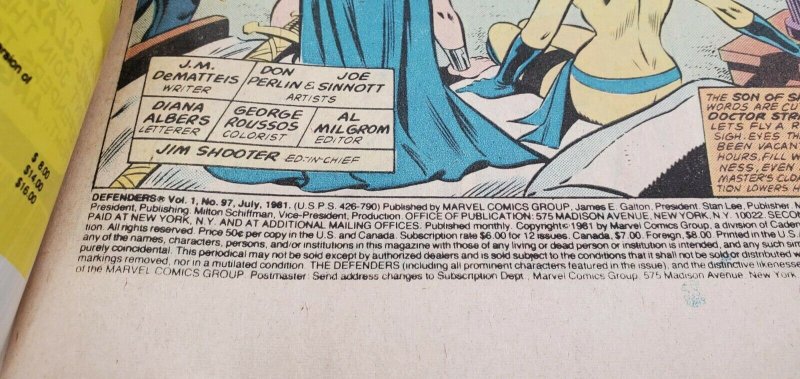 ersion of
$ 8.00
$14.00
$16.00
J.M. DeMATTEIS
WRITER
DON PERLIN & JOE SINNOTT
ARTISTS
DIANA ALBERS
LETTERER
GEORGE ROUSSOS
COLORIST
AL MILGROM
EDITOR
JIM SHOOTER ED-IN-CHIEF
THE SON OF SA
WORDS ARE CU
DOCTOR STRA
LETS FLY A R
SIGH. EYES TH
BEEN VACANT
HOURS, FILL W
NESS, EVEN A
MASTER'S CLOA
TION LOWERS H
DEFENDERS® Vol. 1, No. 97, July, 1981. (U.S.P.S. 426-790) Published by MARVEL COMICS GROUP, James E. Galton, President. Stan Lee, Publisher. M
President, Publishing. Milton Schiffman, Vice-President, Production. OFFICE OF PUBLICATION: 575 MADISON AVENUE, NEW YORK, N.Y. 10022. SECON
PAID AT NEW YORK, N.Y. AND AT ADDITIONAL MAILING OFFICES. Published monthly. Copyright© 1981 by Marvel Comics Group, a division of Caden
tion. All rights reserved. Price 50¢ per copy in the U.S. and Canada. Subscription rate $6.00 for 12 issues. Canada, $7.00. Foreign, $8.00. Printed in the U.S.
any of the names, characters, persons, and/or institutions in this magazine with those of any living or dead person or institution is intended, and any such simi
purely coincidental. This periodical may not be sold except by authorized dealers and is sold subject to the conditions that it shall not be sold or distributed w
markings removed, nor in a mutilated condition. THE DEFENDERS (including all prominent characters featured in the issue), and the distinctive likenesse
of the MARVEL COMICS GROUP. Postmaster: Send address changes to Subscription Dept., Marvel Comics Group, 575 Madison Avenue, New York